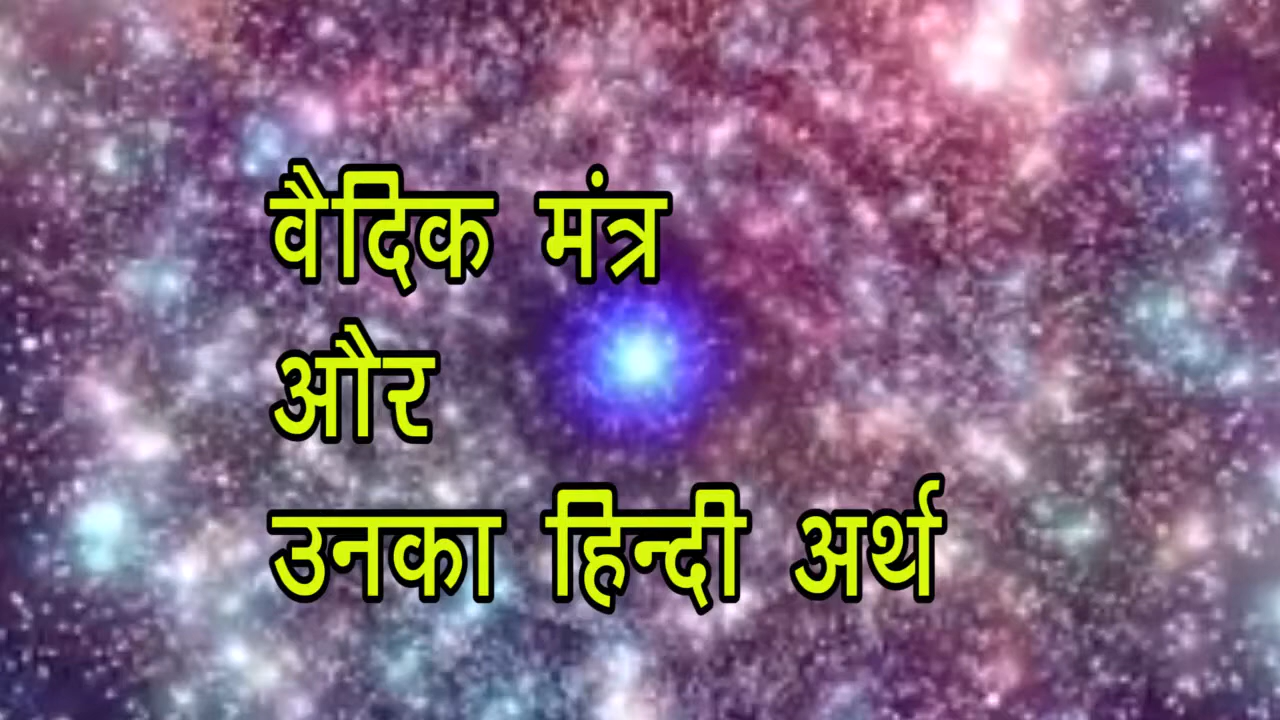 वैदिक मंत्र
और
उनका हिन्दी अर्थ